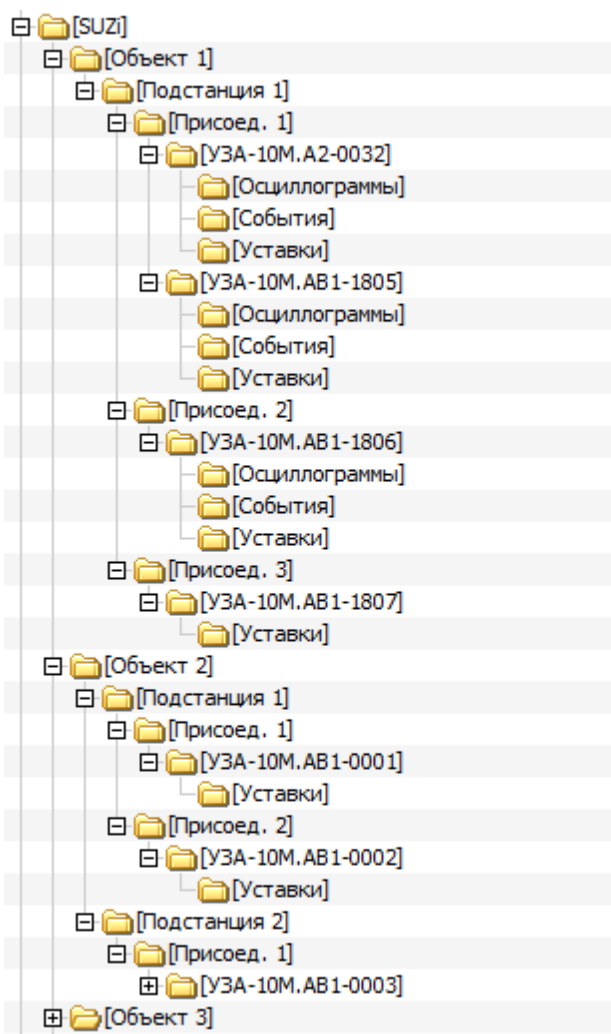 [SUZi]
[Объект 1]
[Подстанция 1]
[Присоед. 1]
[УЗА-10М.А2-0032]
[Осциллограммы]
[События]
[Уставки]
[УЗА-10М.АВ1-1805]
[Осциллограммы]
[События]
[Уставки]
[Присоед. 2]
[УЗА-10М.АВ1-1806]
[Осциллограммы]
[События]
[Уставки]
[Присоед. 3]
[УЗА-10М.АВ1-1807]
[Уставки]
[Объект 2]
[Подстанция 1]
[Присоед. 1]
[УЗА-10М.АВ1-0001]
[Уставки]
[Присоед. 2]
[УЗА-10М.АВ1-0002]
[Уставки]
[Подстанция 2]
[Присоед. 1]
[УЗА-10М.АВ1-0003]
[Объект 3]